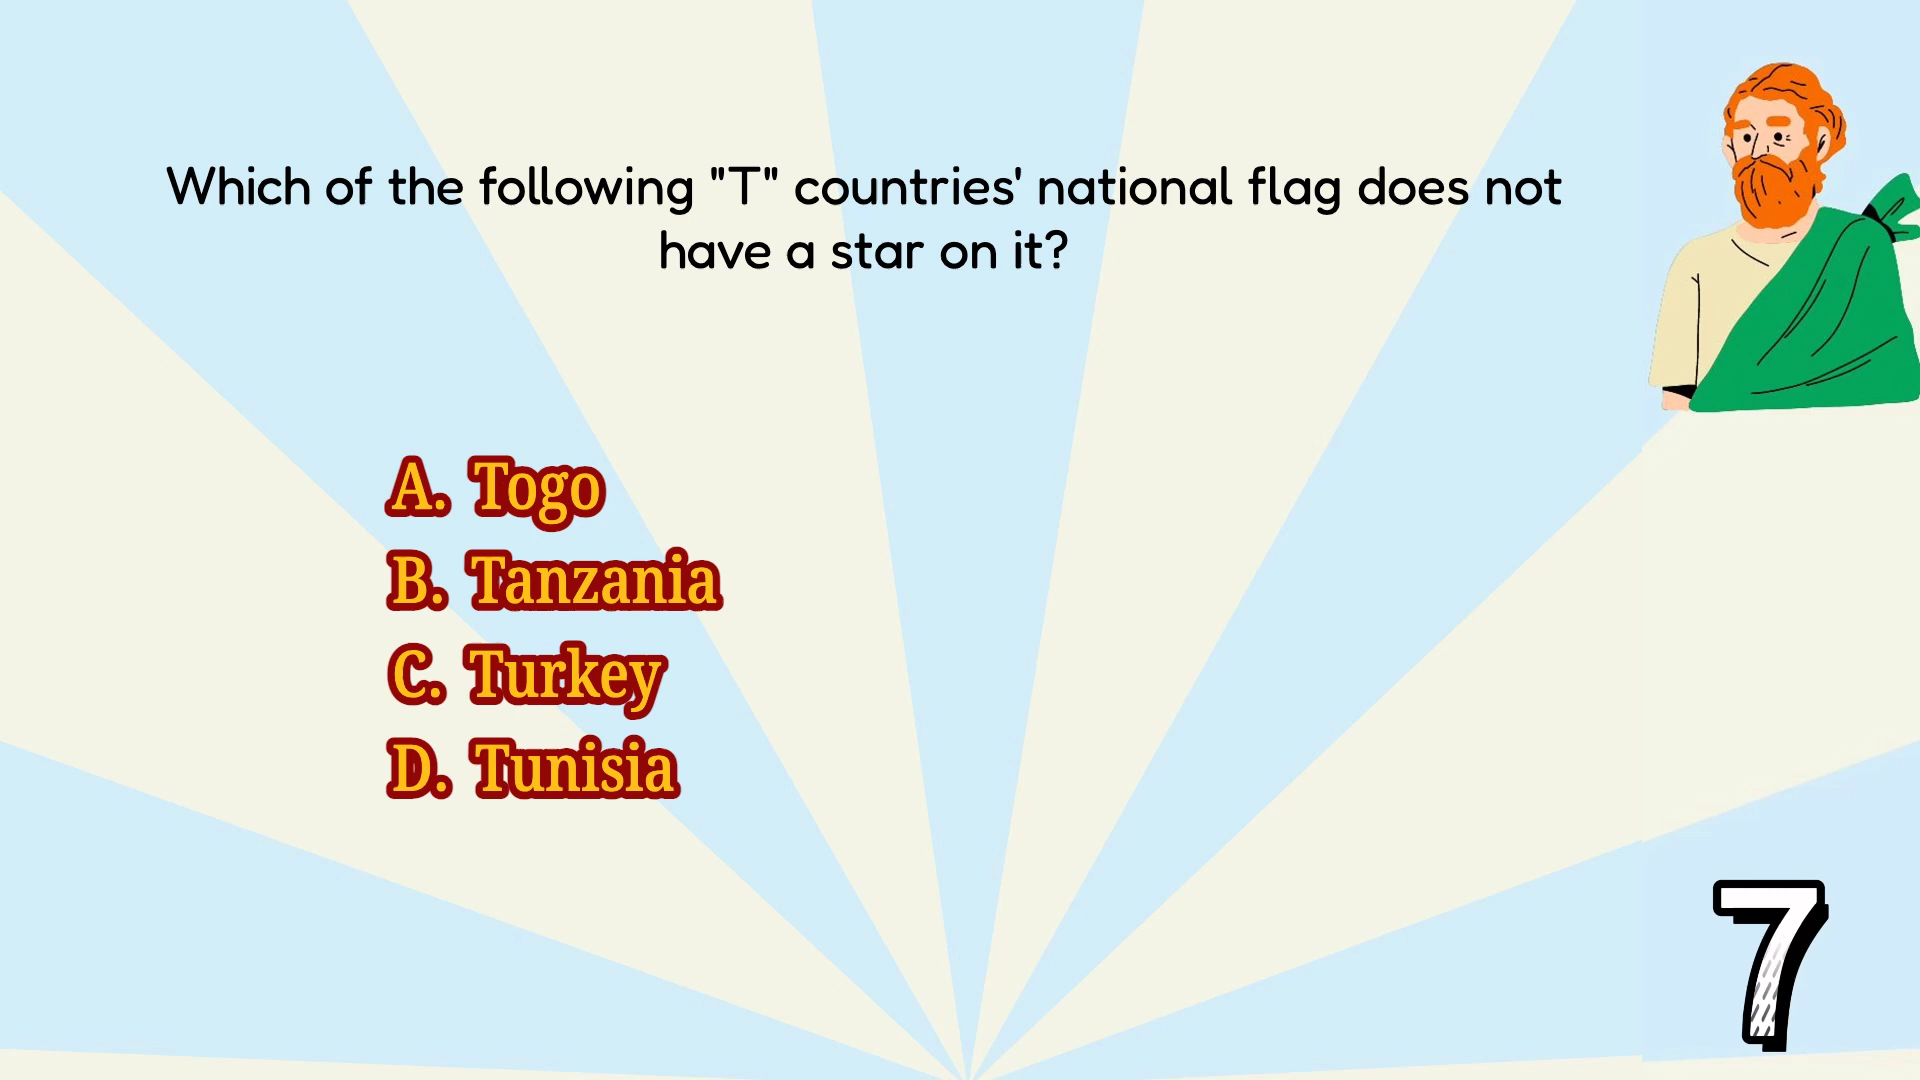 Which of the following "T" countries' national flag does not
have a star on it?
A. Togo
B. Tanzania
C. Turkey
D. Tunisia
7